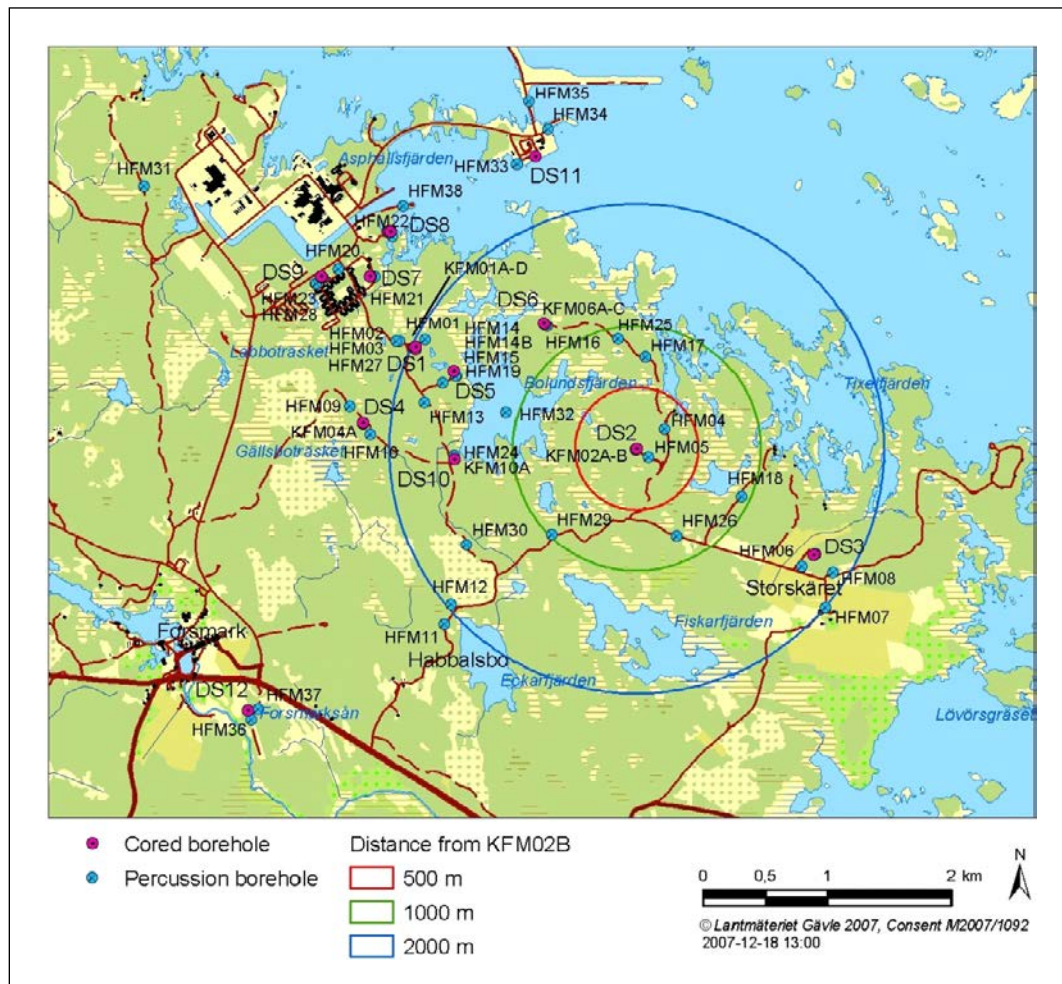 HFM35
HFM34
HFM33
DS11
Asphällsfjärden
HFM31
HFM38
HFM22
DS8
HFM20
KFM01A-D
DS9
DS7
HFM23
HFM21
HFM28
DS6
KFM06A-C
HFM02
HFM01
HFM14
HFM25
HFM03
HFM14B
HFM16
HFM17
Labboträsket
HFM27
DS1
HFM15
HFM19
Bolundsfjärden
Tixelfjärden
DS5
HFM09
DS4
HFM13
HFM32
HFM04
KFM04A
DS2
Gällsboträsket
HFM10
HFM24
KFM02A-B
HFM05
KFM10A
DS10
HFM18
HFM30
HFM29
HFM26
HFM06
DS3
Storskäret
HFM08
HFM12
HFM07
HFM11
Fiskarfjärden
Forsmark
Habbalsbo
Eckarfjärden
DS12
HFM37
Forsmarksån
HFM36
Lövörsgräset
Cored borehole
Percussion borehole
Distance from KFM02B
500 m
1000 m
2000 m
0 0,5 1 2 km
N
© Lantmäteriet Gävle 2007, Consent M2007/1092
2007-12-18 13:00